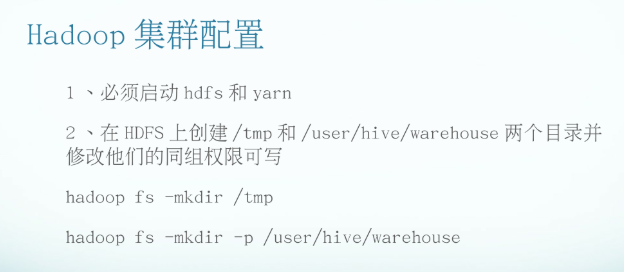 Hadoop 集群配置
1、必须启动 hdfs 和 yarn
2、在 HDFS 上创建 /tmp 和 /user/hive/warehouse 两个目录并
修改他们的同组权限可写
hadoop fs -mkdir /tmp
hadoop fs -mkdir -p /user/hive/warehouse